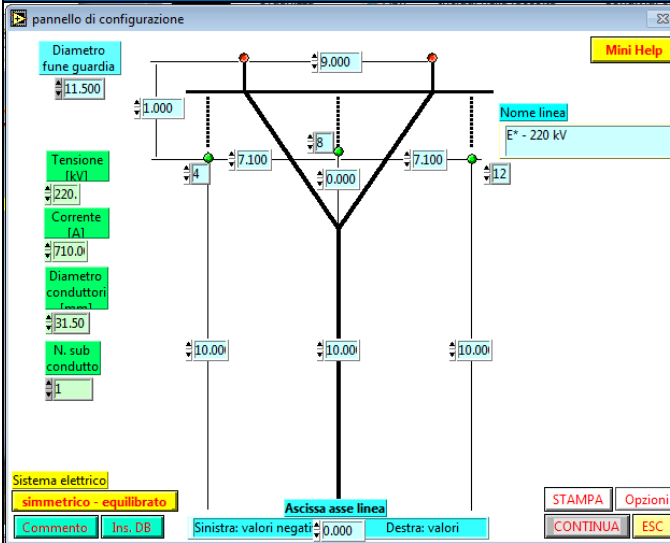 pannello di configurazione
Diametro
fune guardia
11.500
9.000
Mini Help
1.000
Nome linea
E* - 220 kV
8
7.100
7.100
4
0.000
12
Tensione
[kV]
220.
Corrente
[A]
710.0
Diametro
conduttori
[mm]
31.50
N. sub
condutto
1
10.00
10.00
10.00
Sistema elettrico
simmetrico - equilibrato
Commento
Ins. DB
Ascissa asse linea
Sinistra: valori negati
0.000
Destra: valori
STAMPA
Opzioni
CONTINUA
ESC